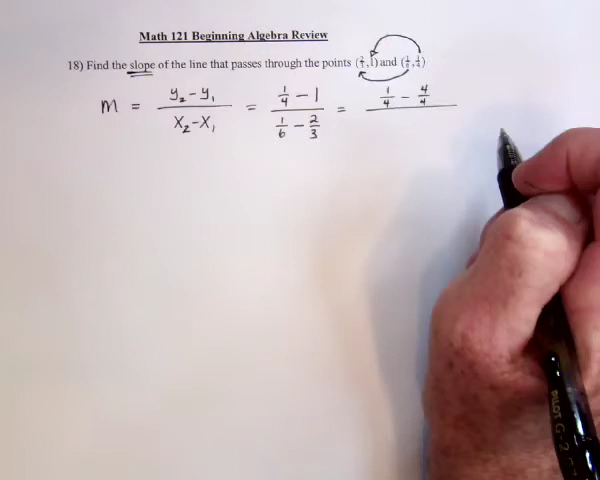 Math 121 Beginning Algebra Review
18) Find the slope of the line that passes through the points (2/3, 1) and (1/6, 1/4)
m = (y₂ - y₁)/(x₂ - x₁) = (1/4 - 1)/(1/6 - 2/3) = 1/4 - 4/4
PILOT G-2